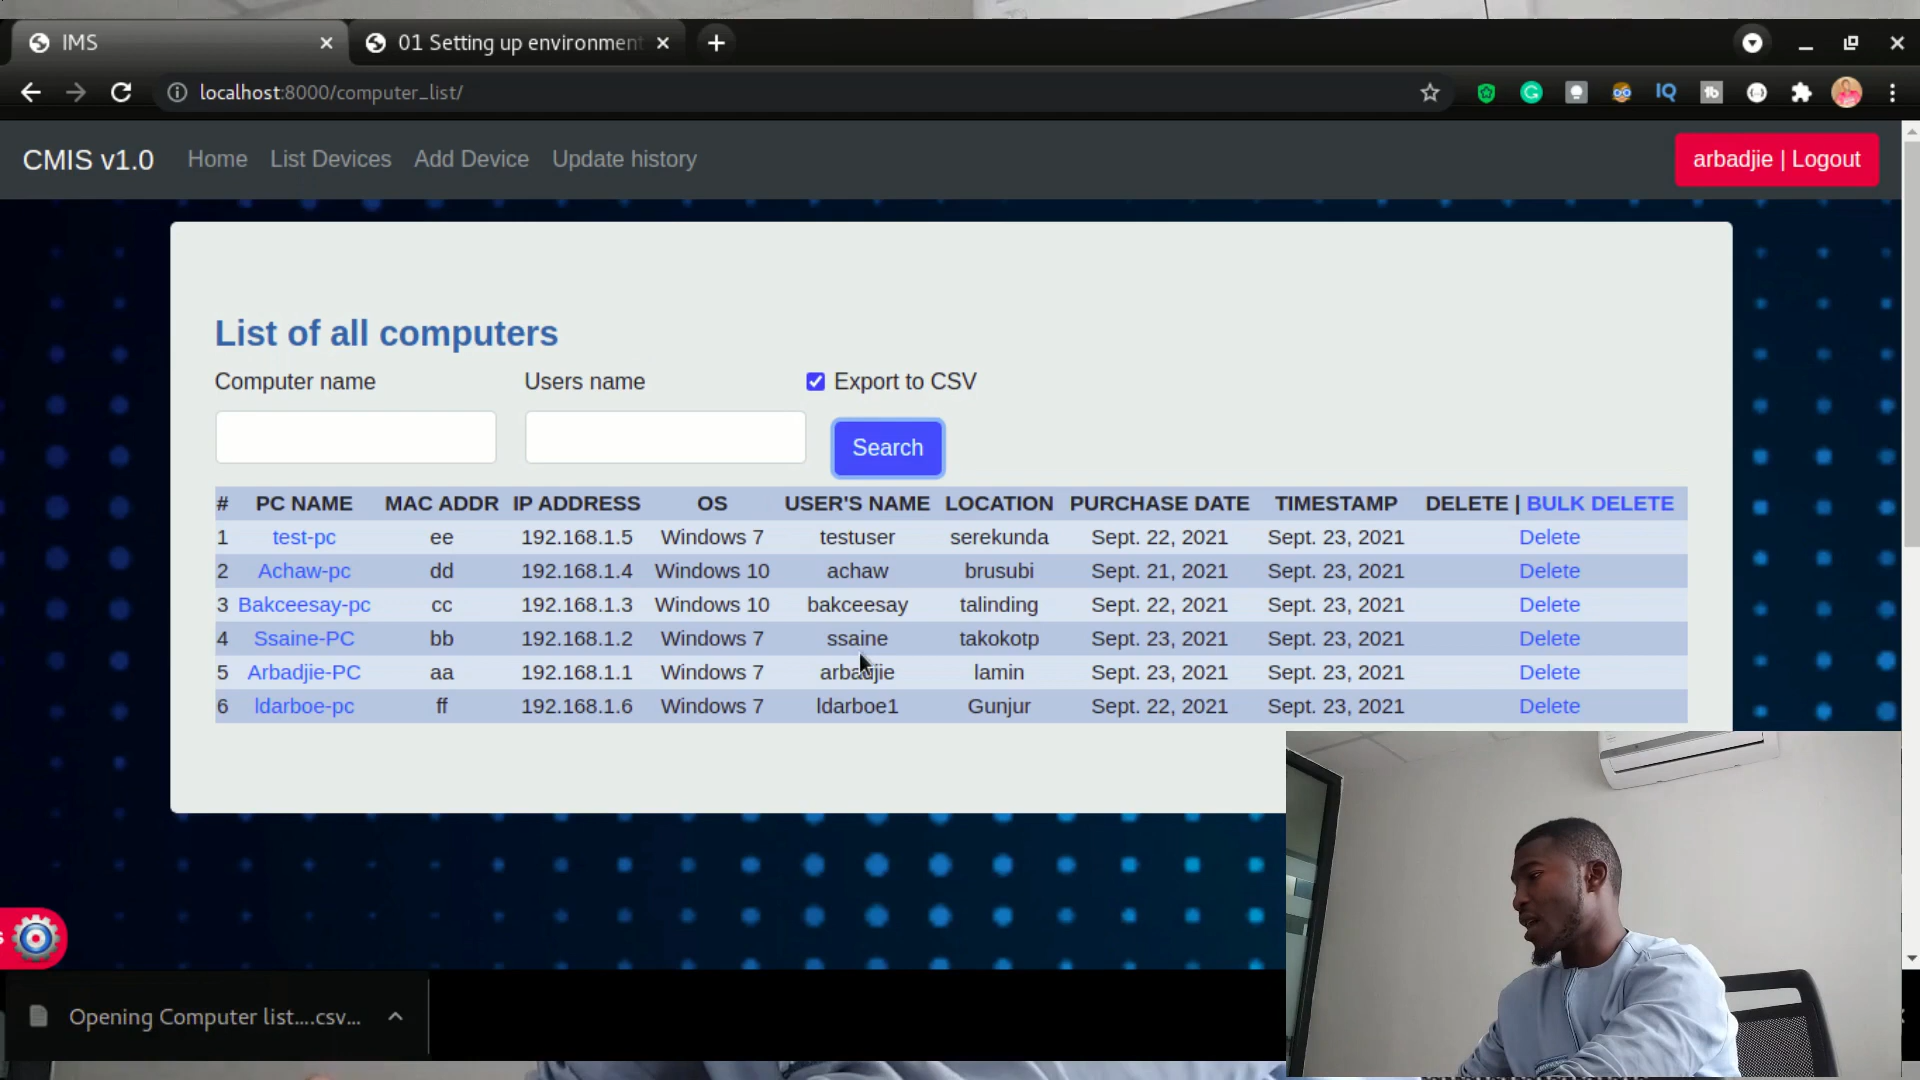 IMS
01 Setting up environment
localhost:8000/computer_list/
IQ
CMIS v1.0 Home List Devices Add Device Update history arbadjie | Logout
List of all computers
Computer name Users name Export to CSV
Search
# PC NAME MAC ADDR IP ADDRESS OS USER'S NAME LOCATION PURCHASE DATE TIMESTAMP DELETE | BULK DELETE
1 test-pc ee 192.168.1.5 Windows 7 testuser serekunda Sept. 22, 2021 Sept. 23, 2021 Delete
2 Achaw-pc dd 192.168.1.4 Windows 10 achaw brusubi Sept. 21, 2021 Sept. 23, 2021 Delete
3 Bakceesay-pc cc 192.168.1.3 Windows 10 bakceesay talinding Sept. 22, 2021 Sept. 23, 2021 Delete
4 Ssaine-PC bb 192.168.1.2 Windows 7 ssaine takokotp Sept. 23, 2021 Sept. 23, 2021 Delete
5 Arbadjie-PC aa 192.168.1.1 Windows 7 arbadjie lamin Sept. 23, 2021 Sept. 23, 2021 Delete
6 ldarboe-pc ff 192.168.1.6 Windows 7 ldarboe1 Gunjur Sept. 22, 2021 Sept. 23, 2021 Delete
Opening Computer list....csv...